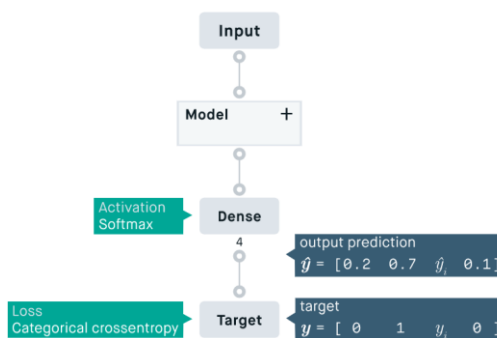 Input
Model +
Activation
Softmax
Dense
4
output prediction
ŷ = [0.2 0.7 ŷᵢ 0.1]
Loss
Categorical crossentropy
Target
target
y = [ 0 1 yᵢ 0 ]